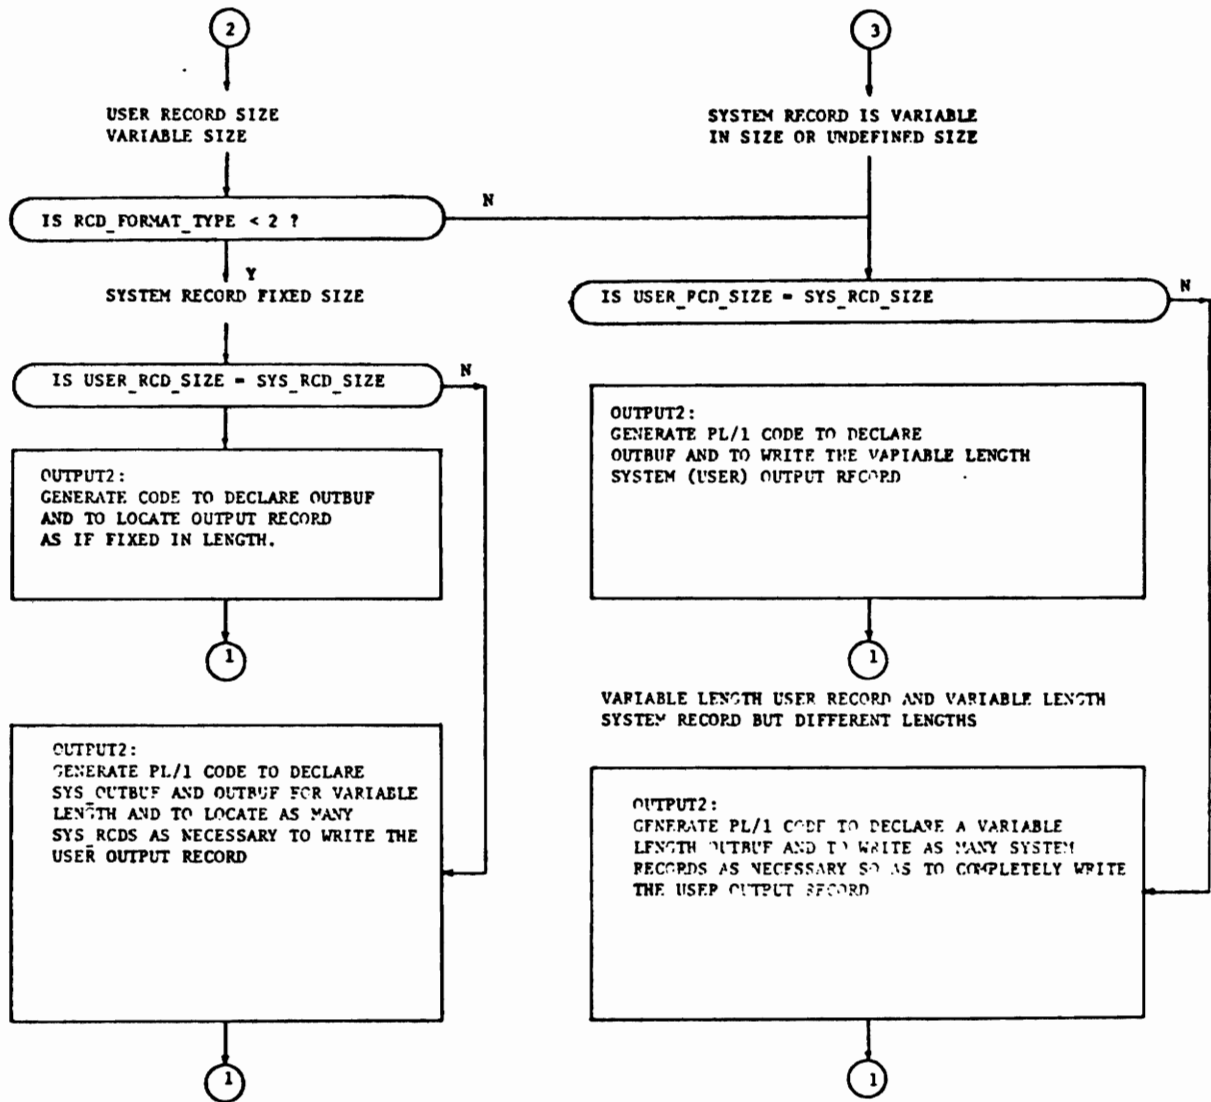 2
USER RECORD SIZE
VARIABLE SIZE
IS RCD_FORMAT_TYPE < 2 ?
N
Y
SYSTEM RECORD FIXED SIZE
IS USER_RCD_SIZE = SYS_RCD_SIZE
N
OUTPUT2:
GENERATE CODE TO DECLARE OUTBUF
AND TO LOCATE OUTPUT RECORD
AS IF FIXED IN LENGTH.
1
OUTPUT2:
GENERATE PL/1 CODE TO DECLARE
SYS_OUTBUF AND OUTBUF FOR VARIABLE
LENGTH AND TO LOCATE AS MANY
SYS_RCDS AS NECESSARY TO WRITE THE
USER OUTPUT RECORD
1
3
SYSTEM RECORD IS VARIABLE
IN SIZE OR UNDEFINED SIZE
IS USER_RCD_SIZE = SYS_RCD_SIZE
N
OUTPUT2:
GENERATE PL/1 CODE TO DECLARE
OUTBUF AND TO WRITE THE VARIABLE LENGTH
SYSTEM (USER) OUTPUT RECORD
1
VARIABLE LENGTH USER RECORD AND VARIABLE LENGTH
SYSTEM RECORD BUT DIFFERENT LENGTHS
OUTPUT2:
GENERATE PL/1 CODE TO DECLARE A VARIABLE
LENGTH OUTBUF AND TO WRITE AS MANY SYSTEM
RECORDS AS NECESSARY SO AS TO COMPLETELY WRITE
THE USER OUTPUT RECORD
1